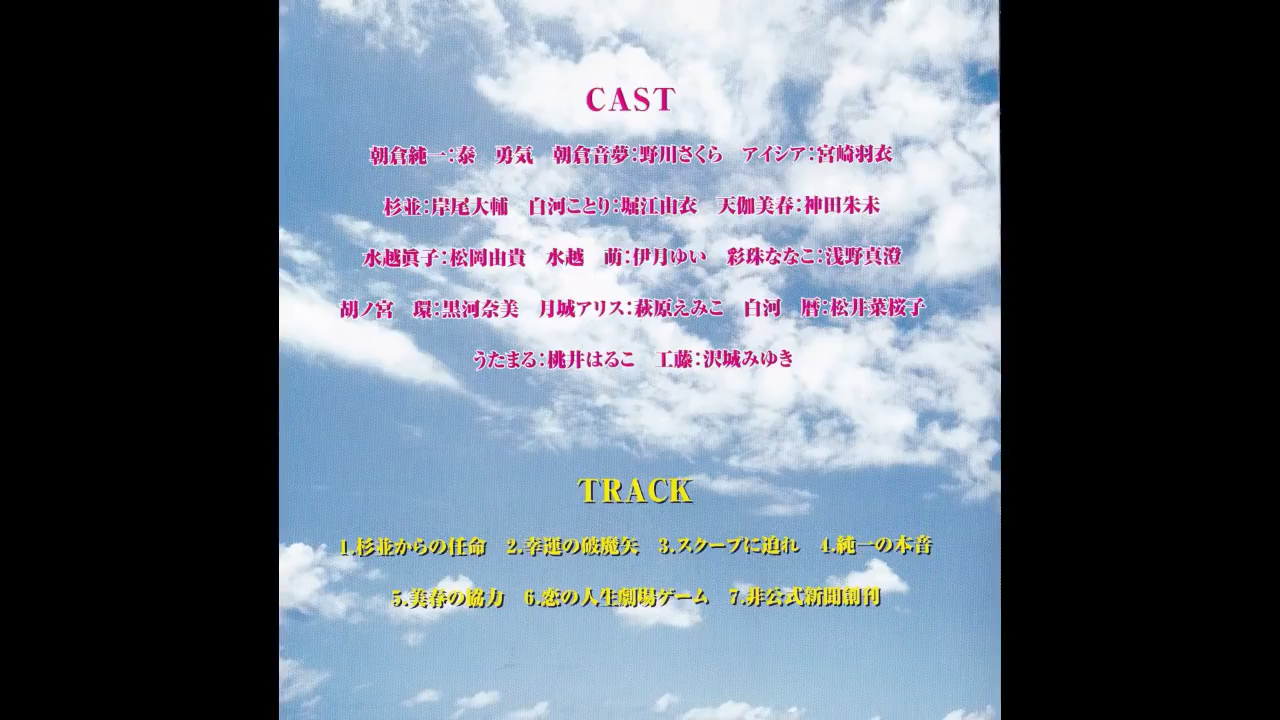 CAST
朝倉純一：泰　勇気　朝倉音夢：野川さくら　アイシア：宮崎羽衣
杉並：岸尾大輔　白河ことり：堀江由衣　天枷美春：神田朱未
水越眞子：松岡由貴　水越　萌：伊月ゆい　彩珠ななこ：浅野真澄
胡ノ宮　環：黒河奈美　月城アリス：萩原えみこ　白河　暦：松井菜桜子
うたまる：桃井はるこ　工藤：沢城みゆき
TRACK
1.杉並からの任命　2.幸運の破魔矢　3.スクープに迫れ　4.純一の本音
5.美春の協力　6.恋の人生劇場ゲーム　7.非公式新聞創刊